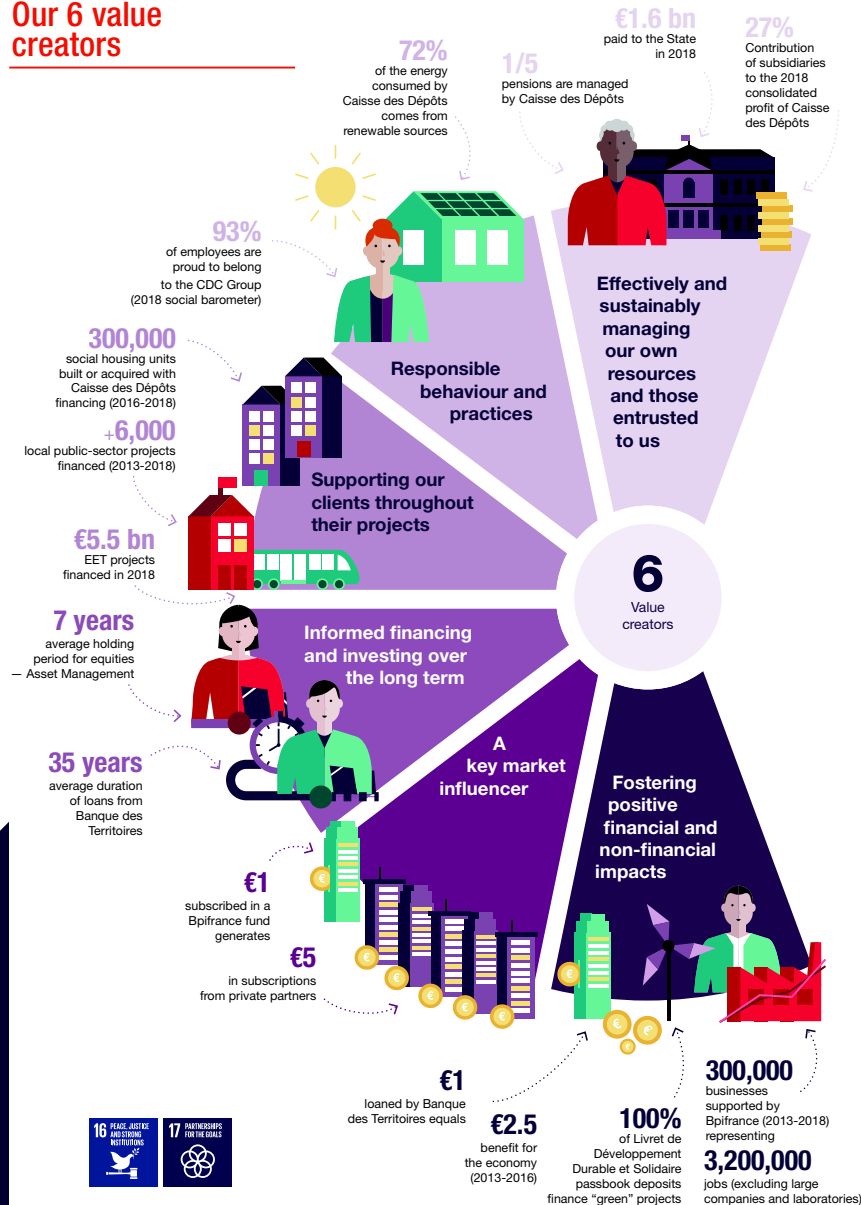 Our 6 value
creators
72%
of the energy
consumed by
Caisse des Dépôts
comes from
renewable sources
1/5
pensions are managed
by Caisse des Dépôts
€1.6 bn
paid to the State
in 2018
27%
Contribution
of subsidiaries
to the 2018
consolidated
profit of Caisse
des Dépôts
93%
of employees are
proud to belong
to the CDC Group
(2018 social barometer)
300,000
social housing units
built or acquired with
Caisse des Dépôts
financing (2016-2018)
+6,000
local public-sector projects
financed (2013-2018)
€5.5 bn
EET projects
financed in 2018
7 years
average holding
period for equities
— Asset Management
35 years
average duration
of loans from
Banque des
Territoires
Effectively and
sustainably
managing
our own
resources
and those
entrusted
to us
Responsible
behaviour and
practices
Supporting our
clients throughout
their projects
6
Value
creators
Informed financing
and investing over
the long term
A
key market
influencer
Fostering
positive
financial and
non-financial
impacts
€1
subscribed in a
Bpifrance fund
generates
€5
in subscriptions
from private partners
€
€
€
€
€
€
€
€
€
€
€1
loaned by Banque
des Territoires equals
€2.5
benefit for
the economy
(2013-2016)
100%
of Livret de
Développement
Durable et Solidaire
passbook deposits
finance “green” projects
300,000
businesses
supported by
Bpifrance (2013-2018)
representing
3,200,000
jobs (excluding large
companies and laboratories)
16 PEACE, JUSTICE
AND STRONG
INSTITUTIONS
17 PARTNERSHIPS
FOR THE GOALS